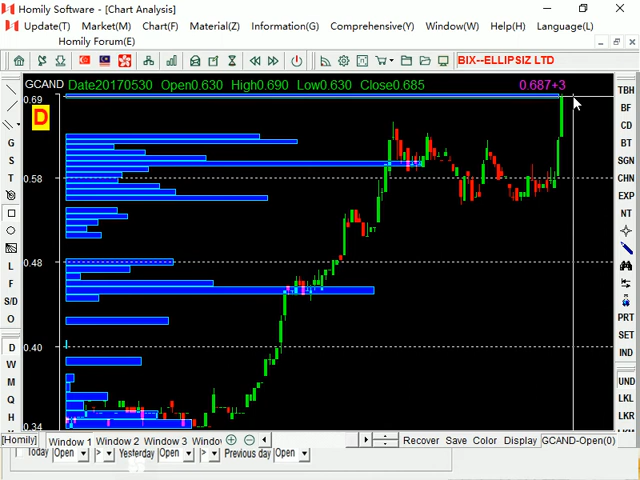 Homily Software - [Chart Analysis]
Update(T) Market(M) Chart(F) Material(Z) Information(G) Comprehensive(Y) Window(W) Help(H) Language(L)
Homily Forum(E)
BIX--ELLIPSIZ LTD
GCAND Date20170530 Open0.630 High0.690 Low0.630 Close0.685 0.687+3
0.69
D
0.58
0.48
0.40
0.34
G
S
T
L
F
S/D
O
D
W
M
Q
H
TBH
BF
CD
BT
SGN
CHN
EXP
NT
PRT
SET
IND
UND
LKL
LKR
[Homily] Window 1 Window 2 Window 3 Windo Recover Save Color Display GCAND-Open(0)
Today Open > Yesterday Open > Previous day Open